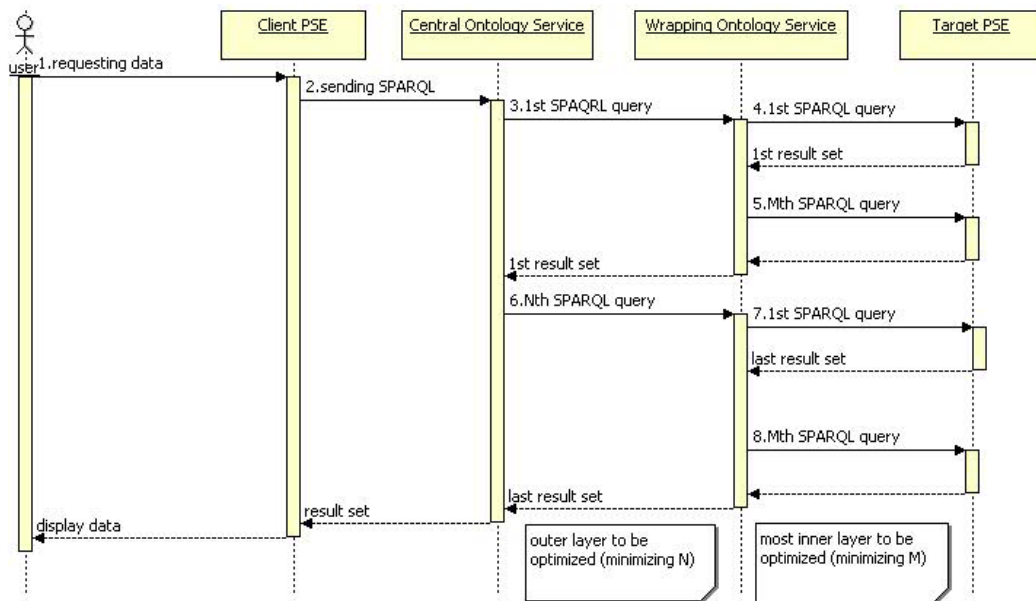 Client PSE
Central Ontology Service
Wrapping Ontology Service
Target PSE
user
1.requesting data
2.sending SPARQL
3.1st SPAQRL query
4.1st SPARQL query
1st result set
5.Mth SPARQL query
1st result set
6.Nth SPARQL query
7.1st SPARQL query
last result set
8.Mth SPARQL query
last result set
result set
display data
outer layer to be
optimized (minimizing N)
most inner layer to be
optimized (minimizing M)